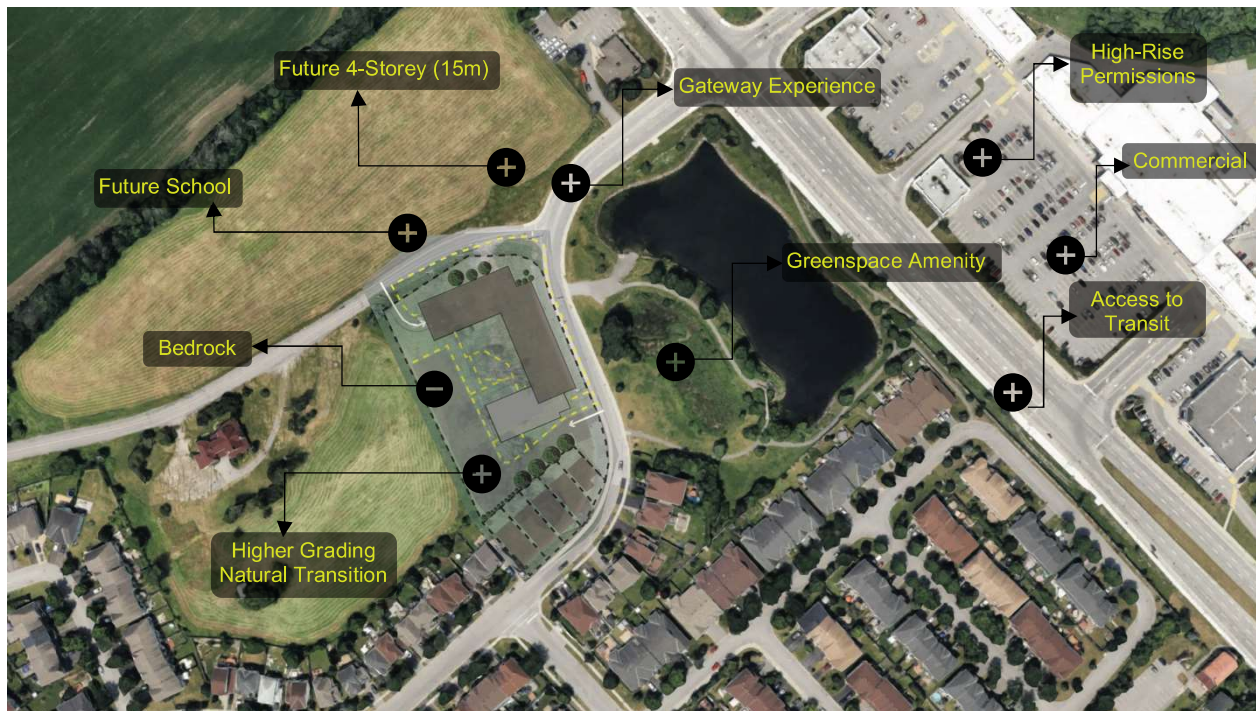 Future 4-Storey (15m)
Gateway Experience
High-Rise
Permissions
Commercial
Future School
Greenspace Amenity
Access to
Transit
Bedrock
Higher Grading
Natural Transition